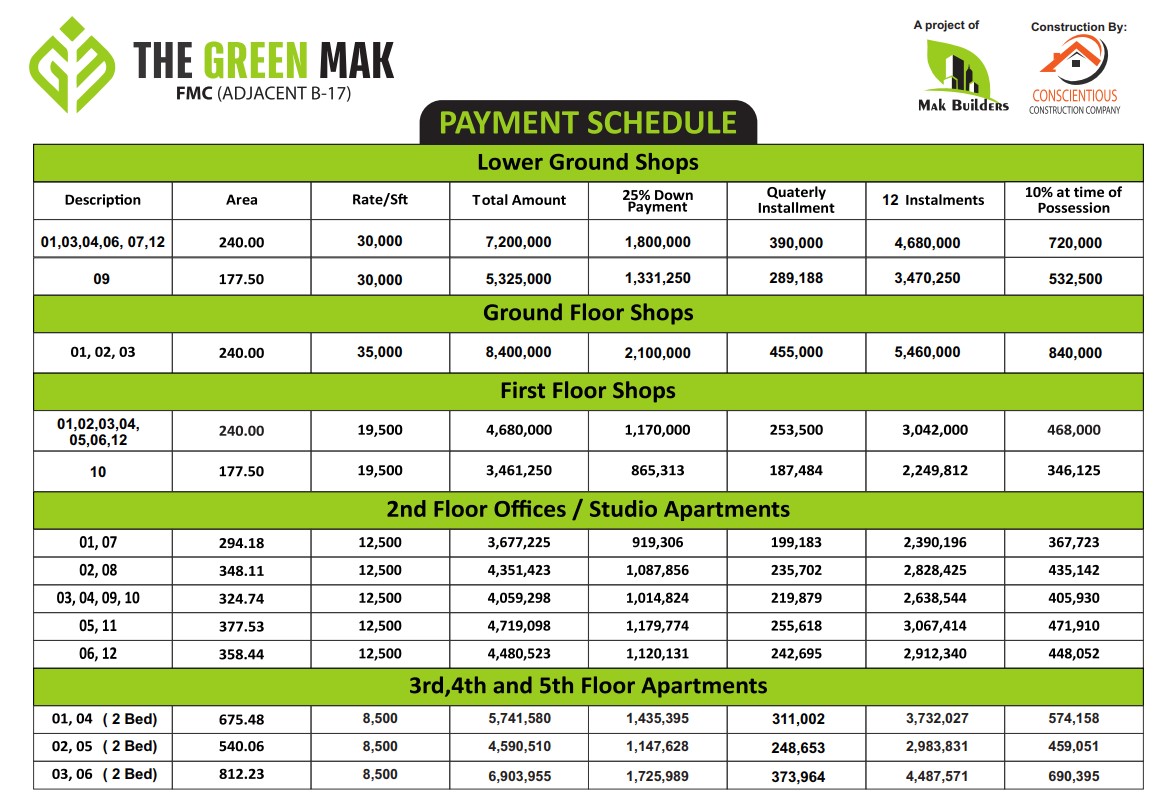 THE GREEN MAK
FMC (ADJACENT B-17)
A project of
Mak Builders
Construction By:
CONSCIENTIOUS
CONSTRUCTION COMPANY
PAYMENT SCHEDULE
Lower Ground Shops
Description Area Rate/Sft Total Amount 25% Down Payment Quaterly Installment 12 Instalments 10% at time of Possession
01,03,04,06, 07,12 240.00 30,000 7,200,000 1,800,000 390,000 4,680,000 720,000
09 177.50 30,000 5,325,000 1,331,250 289,188 3,470,250 532,500
Ground Floor Shops
01, 02, 03 240.00 35,000 8,400,000 2,100,000 455,000 5,460,000 840,000
First Floor Shops
01,02,03,04, 05,06,12 240.00 19,500 4,680,000 1,170,000 253,500 3,042,000 468,000
10 177.50 19,500 3,461,250 865,313 187,484 2,249,812 346,125
2nd Floor Offices / Studio Apartments
01, 07 294.18 12,500 3,677,225 919,306 199,183 2,390,196 367,723
02, 08 348.11 12,500 4,351,423 1,087,856 235,702 2,828,425 435,142
03, 04, 09, 10 324.74 12,500 4,059,298 1,014,824 219,879 2,638,544 405,930
05, 11 377.53 12,500 4,719,098 1,179,774 255,618 3,067,414 471,910
06, 12 358.44 12,500 4,480,523 1,120,131 242,695 2,912,340 448,052
3rd,4th and 5th Floor Apartments
01, 04 ( 2 Bed) 675.48 8,500 5,741,580 1,435,395 311,002 3,732,027 574,158
02, 05 ( 2 Bed) 540.06 8,500 4,590,510 1,147,628 248,653 2,983,831 459,051
03, 06 ( 2 Bed) 812.23 8,500 6,903,955 1,725,989 373,964 4,487,571 690,395